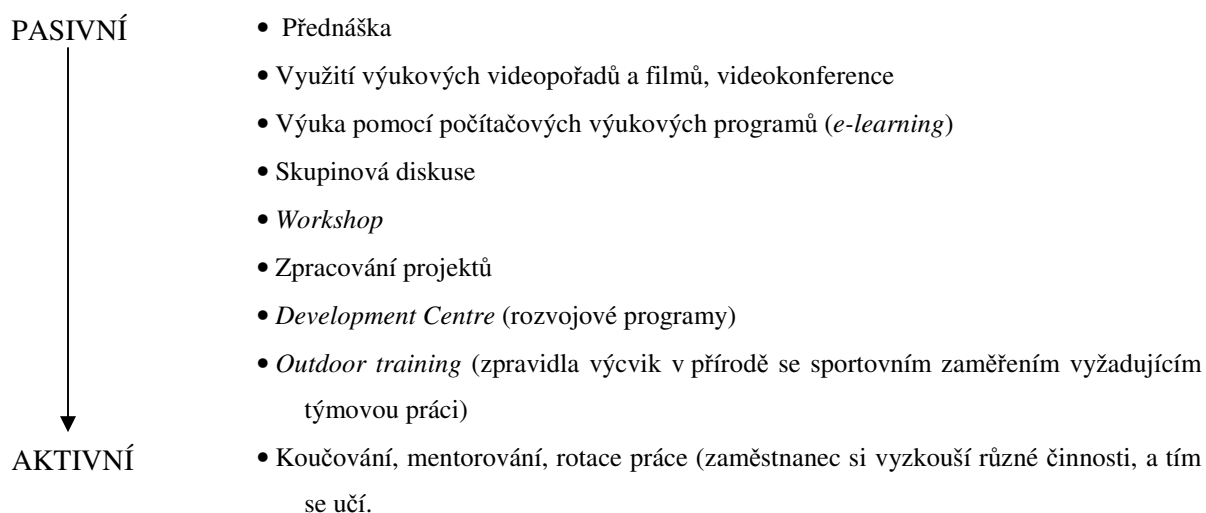 PASIVNÍ • Přednáška
• Využití výukových videopořadů a filmů, videokonference
• Výuka pomocí počítačových výukových programů (e-learning)
• Skupinová diskuse
• Workshop
• Zpracování projektů
• Development Centre (rozvojové programy)
• Outdoor training (zpravidla výcvik v přírodě se sportovním zaměřením vyžadujícím
týmovou práci)
AKTIVNÍ • Koučování, mentorování, rotace práce (zaměstnanec si vyzkouší různé činnosti, a tím
se učí.